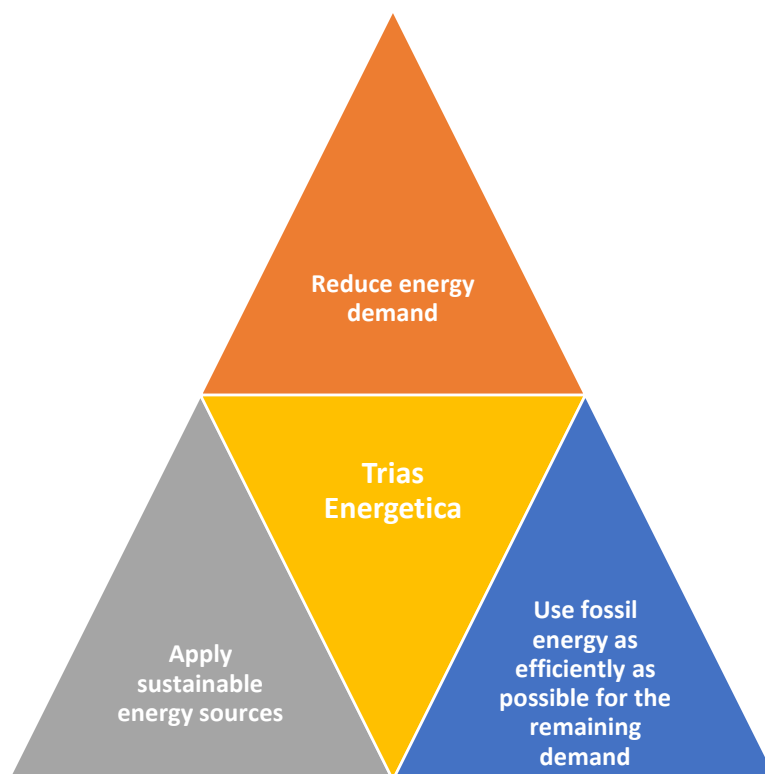 Reduce energy
demand
Trias
Energetica
Apply
sustainable
energy sources
Use fossil
energy as
efficiently as
possible for the
remaining
demand